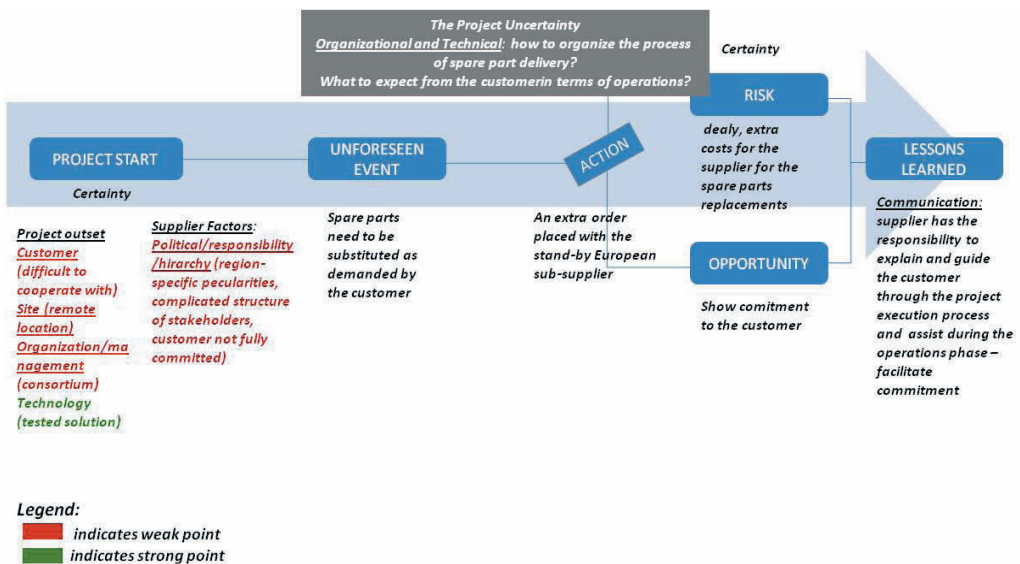 The Project Uncertainty
Organizational and Technical: how to organize the process
of spare part delivery?
What to expect from the customerin terms of operations?
Certainty
RISK
PROJECT START
UNFORESEEN
EVENT
ACTION
LESSONS
LEARNED
dealy, extra
costs for the
supplier for the
spare parts
replacements
Certainty
Project outset
Customer
(difficult to
cooperate with)
Site (remote
location)
Organization/ma
nagement
(consortium)
Technology
(tested solution)
Supplier Factors:
Political/responsibility
/hirarchy (region-
specific pecularities,
complicated structure
of stakeholders,
customer not fully
committed)
Spare parts
need to be
substituted as
demanded by
the customer
An extra order
placed with the
stand-by European
sub-supplier
OPPORTUNITY
Show comitment
to the customer
Communication:
supplier has the
responsibility to
explain and guide
the customer
through the project
execution process
and assist during the
operations phase –
facilitate
commitment
Legend:
indicates weak point
indicates strong point